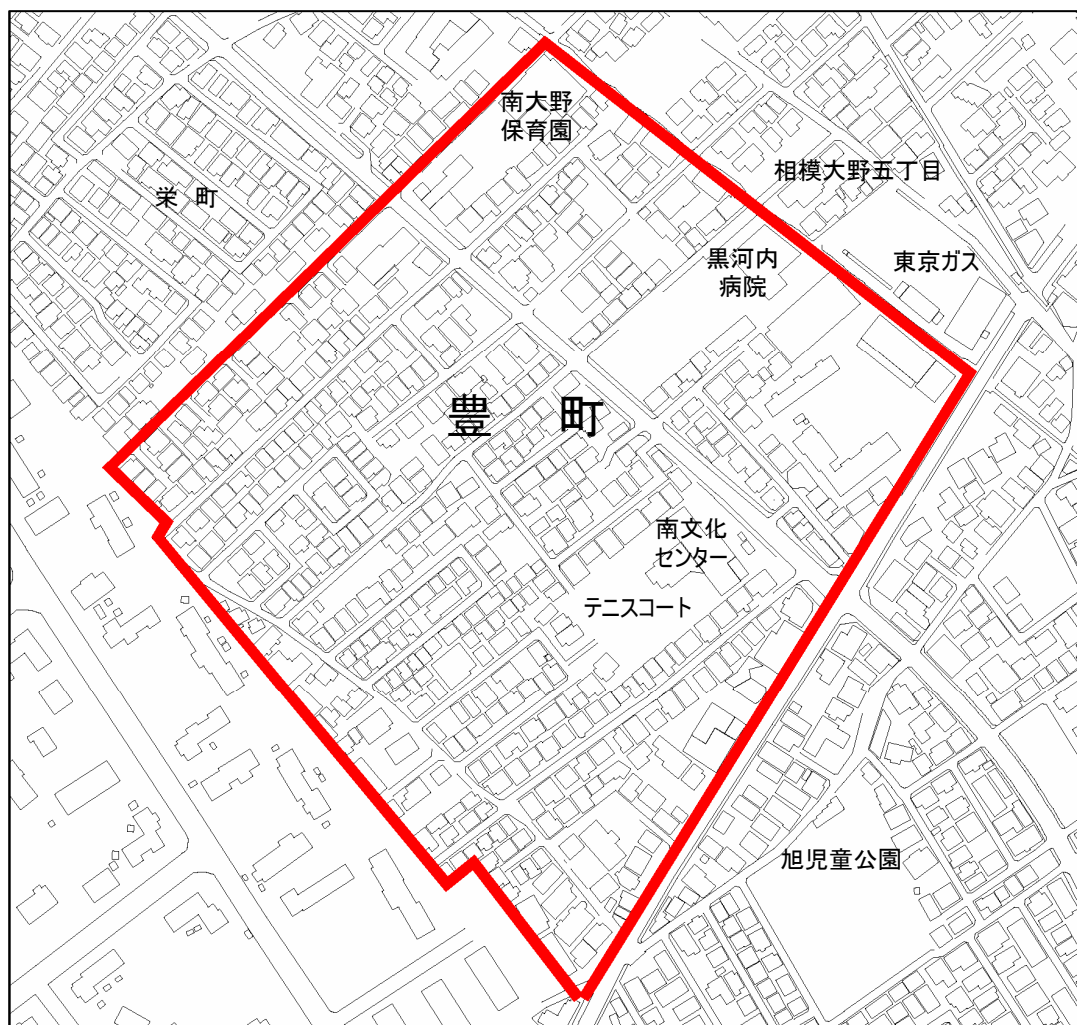 南大野
保育園
相模大野五丁目
栄 町
黒河内
病院
東京ガス
豊 町
南文化
センター
テニスコート
旭児童公園